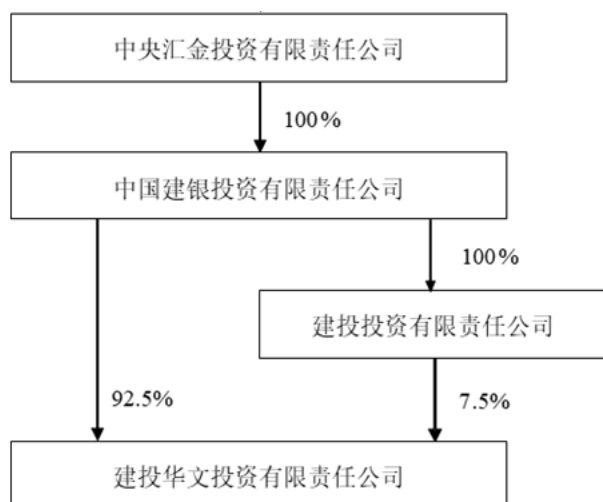 中央汇金投资有限责任公司
100%
中国建银投资有限责任公司
100%
建投投资有限责任公司
92.5%
7.5%
建投华文投资有限责任公司